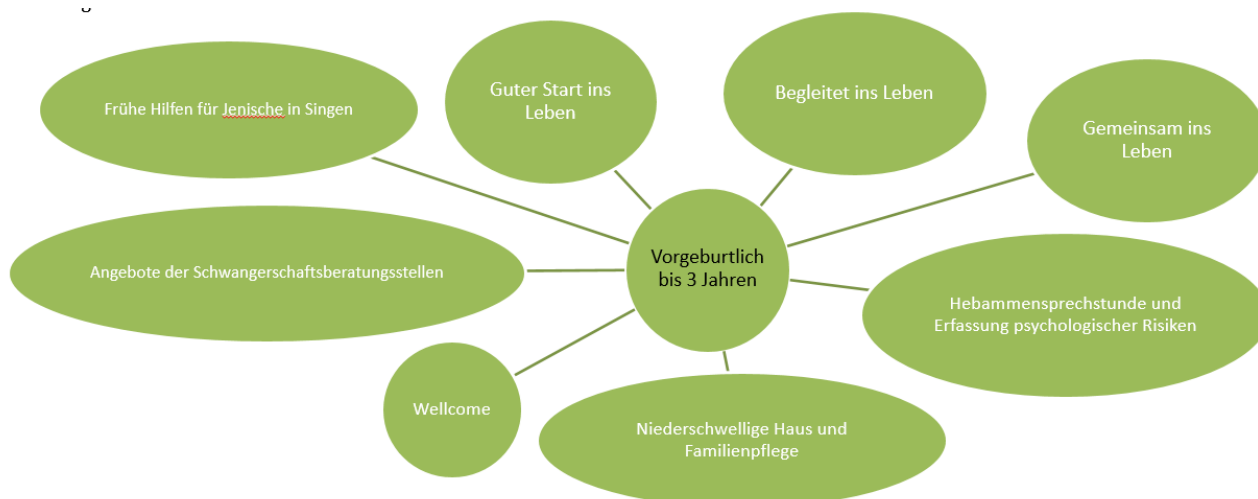 Frühe Hilfen für Jenische in Singen
Guter Start ins
Leben
Begleitet ins Leben
Gemeinsam ins
Leben
Vorgeburtlich
bis 3 Jahren
Angebote der Schwangerschaftsberatungsstellen
Hebammensprechstunde und
Erfassung psychologischer Risiken
Wellcome
Niederschwellige Haus und
Familienpflege